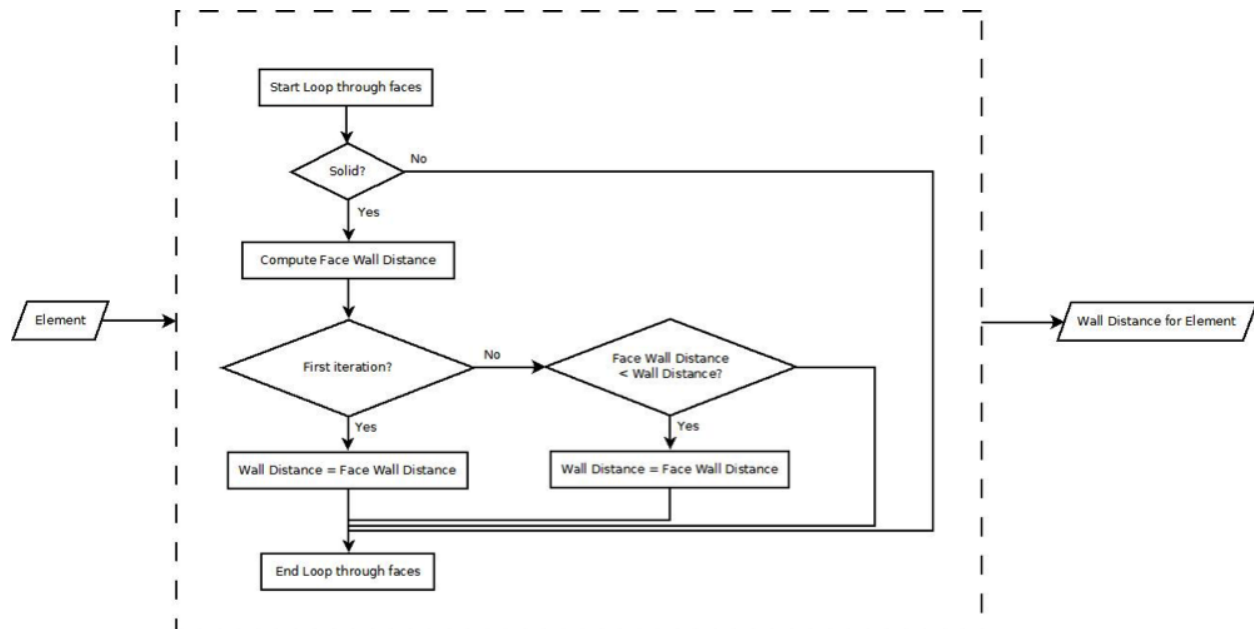 Start Loop through faces
Solid?
No
Yes
Compute Face Wall Distance
Element
Wall Distance for Element
First iteration?
No
Face Wall Distance
< Wall Distance?
Yes
Yes
Wall Distance = Face Wall Distance
Wall Distance = Face Wall Distance
End Loop through faces